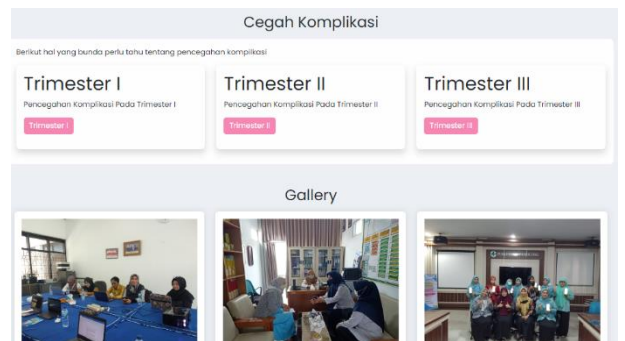 Cegah Komplikasi
Berikut hal yang bunda perlu tahu tentang pencegahan komplikasi
Trimester I
Pencegahan Komplikasi Pada Trimester I
Trimester I
Trimester II
Pencegahan Komplikasi Pada Trimester II
Trimester II
Trimester III
Pencegahan Komplikasi Pada Trimester III
Trimester III
Gallery